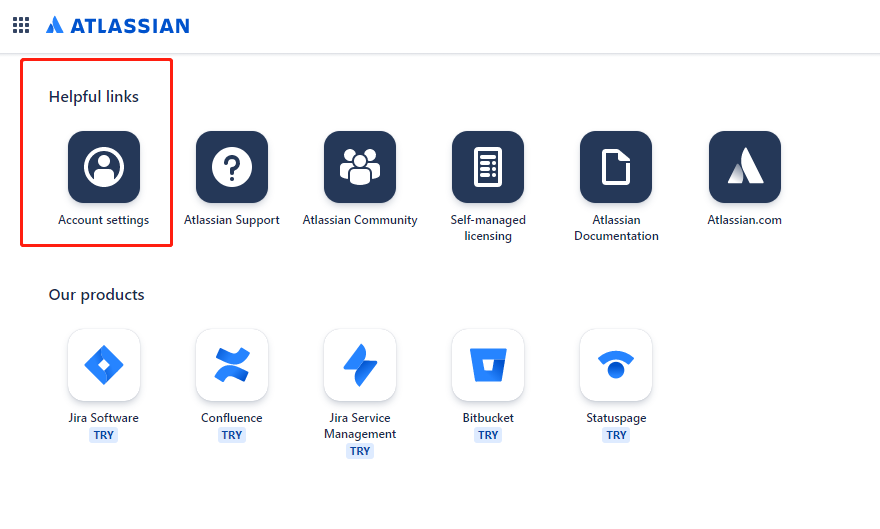 ATLASSIAN
Helpful links
Account settings
Atlassian Support
Atlassian Community
Self-managed
licensing
Atlassian
Documentation
Atlassian.com
Our products
Jira Software
TRY
Confluence
TRY
Jira Service
Management
TRY
Bitbucket
TRY
Statuspage
TRY